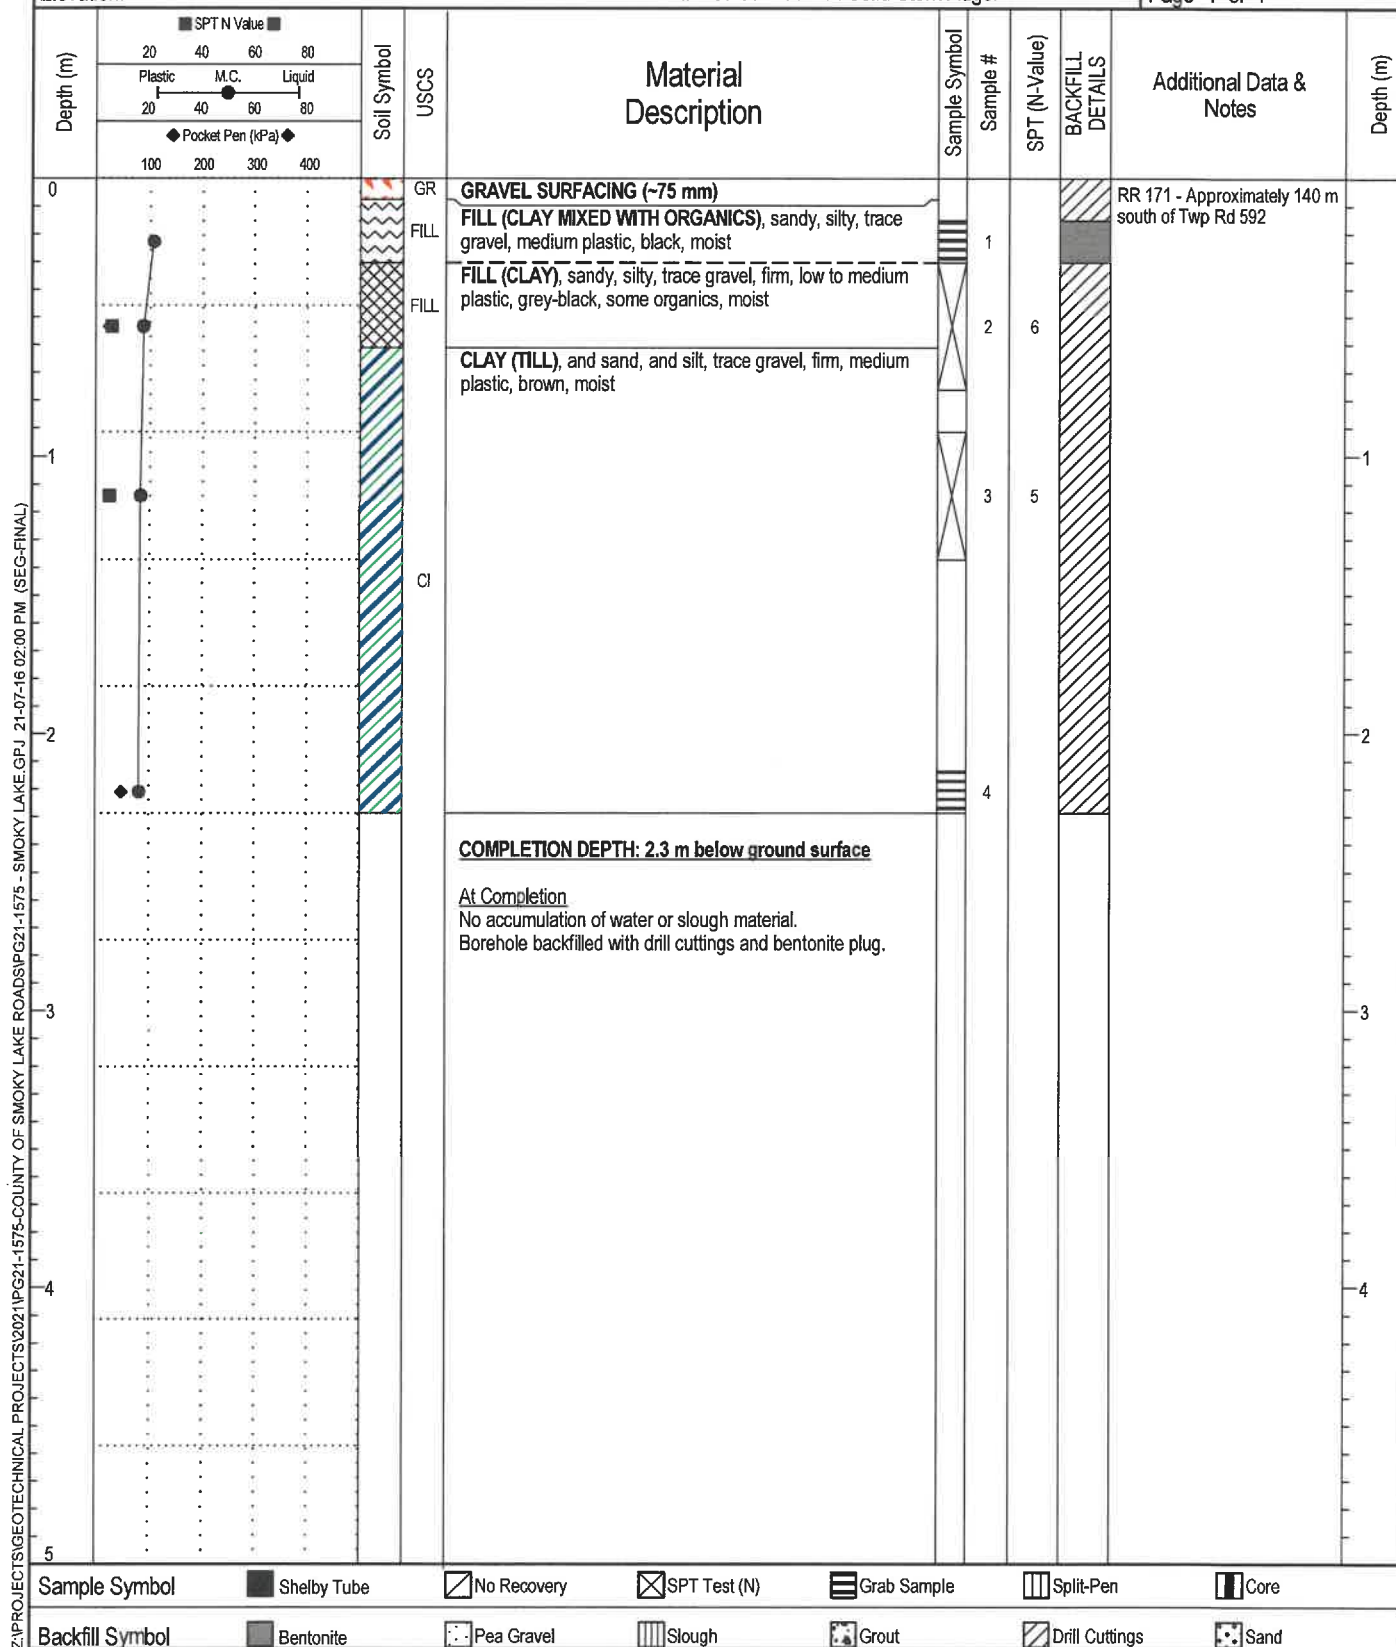 Page 1 of 1
SPT N Value
20 40 60 80
Plastic M.C. Liquid
20 40 60 80
Pocket Pen (kPa)
100 200 300 400
Depth (m)
Soil Symbol
USCS
Material
Description
Sample Symbol
Sample #
SPT (N-Value)
BACKFILL
DETAILS
Additional Data &
Notes
Depth (m)
0
GR
GRAVEL SURFACING (~75 mm)
RR 171 - Approximately 140 m
south of Twp Rd 592
FILL
FILL (CLAY MIXED WITH ORGANICS), sandy, silty, trace
gravel, medium plastic, black, moist
1
FILL
FILL (CLAY), sandy, silty, trace gravel, firm, low to medium
plastic, grey-black, some organics, moist
2 6
CLAY (TILL), and sand, and silt, trace gravel, firm, medium
plastic, brown, moist
1 1
3 5
CI
2 2
4
COMPLETION DEPTH: 2.3 m below ground surface
At Completion
No accumulation of water or slough material.
Borehole backfilled with drill cuttings and bentonite plug.
3 3
4 4
5
Z:\PROJECTS\GEOTECHNICAL PROJECTS\2021\PG21-1575-COUNTY OF SMOKY LAKE ROADS\PG21-1575 - SMOKY LAKE.GPJ 21-07-16 02:00 PM (SEG-FINAL)
Sample Symbol Shelby Tube No Recovery SPT Test (N) Grab Sample Split-Pen Core
Backfill Symbol Bentonite Pea Gravel Slough Grout Drill Cuttings Sand